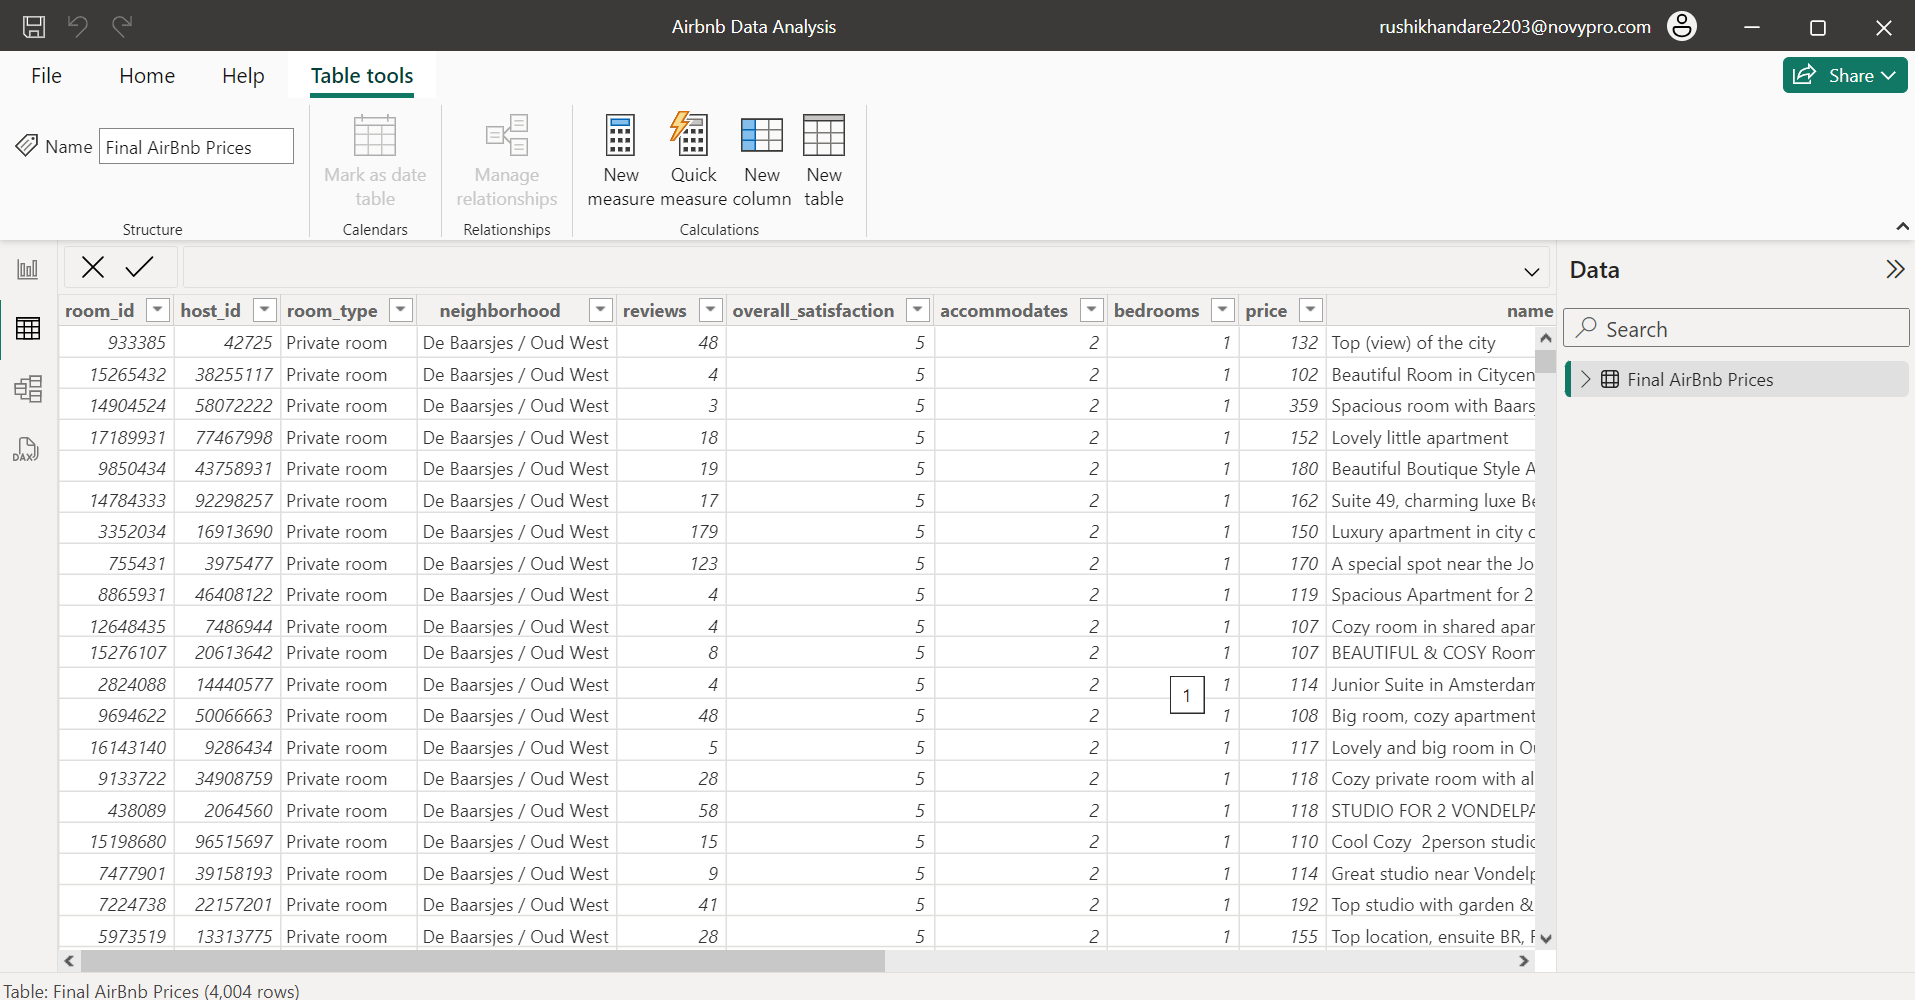 Airbnb Data Analysis
rushikhandare2203@novypro.com
File Home Help Table tools Share
Name Final AirBnb Prices
Mark as date table
Manage relationships
New measure
Quick measure
New column
New table
Structure Calendars Relationships Calculations
room_id host_id room_type neighborhood reviews overall_satisfaction accommodates bedrooms price name
933385 42725 Private room De Baarsjes / Oud West 48 5 2 1 132 Top (view) of the city
15265432 38255117 Private room De Baarsjes / Oud West 4 5 2 1 102 Beautiful Room in Citycen
14904524 58072222 Private room De Baarsjes / Oud West 3 5 2 1 359 Spacious room with Baars
17189931 77467998 Private room De Baarsjes / Oud West 18 5 2 1 152 Lovely little apartment
9850434 43758931 Private room De Baarsjes / Oud West 19 5 2 1 180 Beautiful Boutique Style A
14784333 92298257 Private room De Baarsjes / Oud West 17 5 2 1 162 Suite 49, charming luxe Be
3352034 16913690 Private room De Baarsjes / Oud West 179 5 2 1 150 Luxury apartment in city c
755431 3975477 Private room De Baarsjes / Oud West 123 5 2 1 170 A special spot near the Jo
8865931 46408122 Private room De Baarsjes / Oud West 4 5 2 1 119 Spacious Apartment for 2
12648435 7486944 Private room De Baarsjes / Oud West 4 5 2 1 107 Cozy room in shared apar
15276107 20613642 Private room De Baarsjes / Oud West 8 5 2 1 107 BEAUTIFUL & COSY Room
2824088 14440577 Private room De Baarsjes / Oud West 4 5 2 1 114 Junior Suite in Amsterdam
1
9694622 50066663 Private room De Baarsjes / Oud West 48 5 2 1 108 Big room, cozy apartment
16143140 9286434 Private room De Baarsjes / Oud West 5 5 2 1 117 Lovely and big room in Ou
9133722 34908759 Private room De Baarsjes / Oud West 28 5 2 1 118 Cozy private room with al
438089 2064560 Private room De Baarsjes / Oud West 58 5 2 1 118 STUDIO FOR 2 VONDELPA
15198680 96515697 Private room De Baarsjes / Oud West 15 5 2 1 110 Cool Cozy 2person studio
7477901 39158193 Private room De Baarsjes / Oud West 9 5 2 1 114 Great studio near Vondelp
7224738 22157201 Private room De Baarsjes / Oud West 41 5 2 1 192 Top studio with garden &
5973519 13313775 Private room De Baarsjes / Oud West 28 5 2 1 155 Top location, ensuite BR, F
DAX
Data
Search
Final AirBnb Prices
Table: Final AirBnb Prices (4,004 rows)